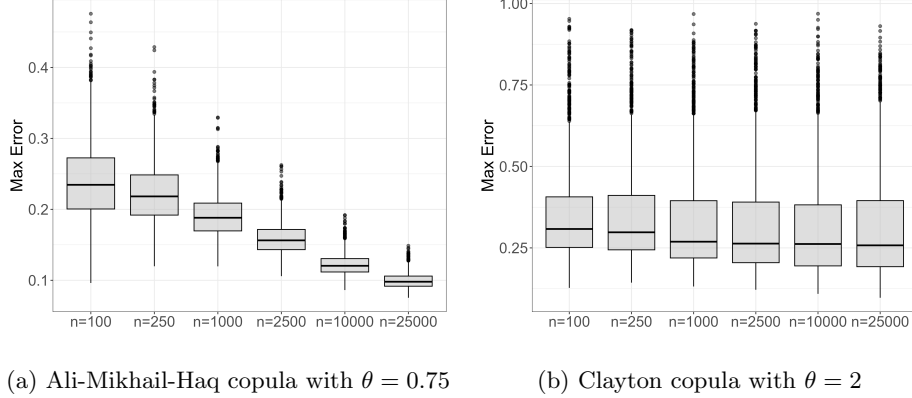 Max Error
0.4
0.3
0.2
0.1
n=100 n=250 n=1000 n=2500 n=10000 n=25000
(a) Ali-Mikhail-Haq copula with θ = 0.75
Max Error
1.00
0.75
0.50
0.25
n=100 n=250 n=1000 n=2500 n=10000 n=25000
(b) Clayton copula with θ = 2